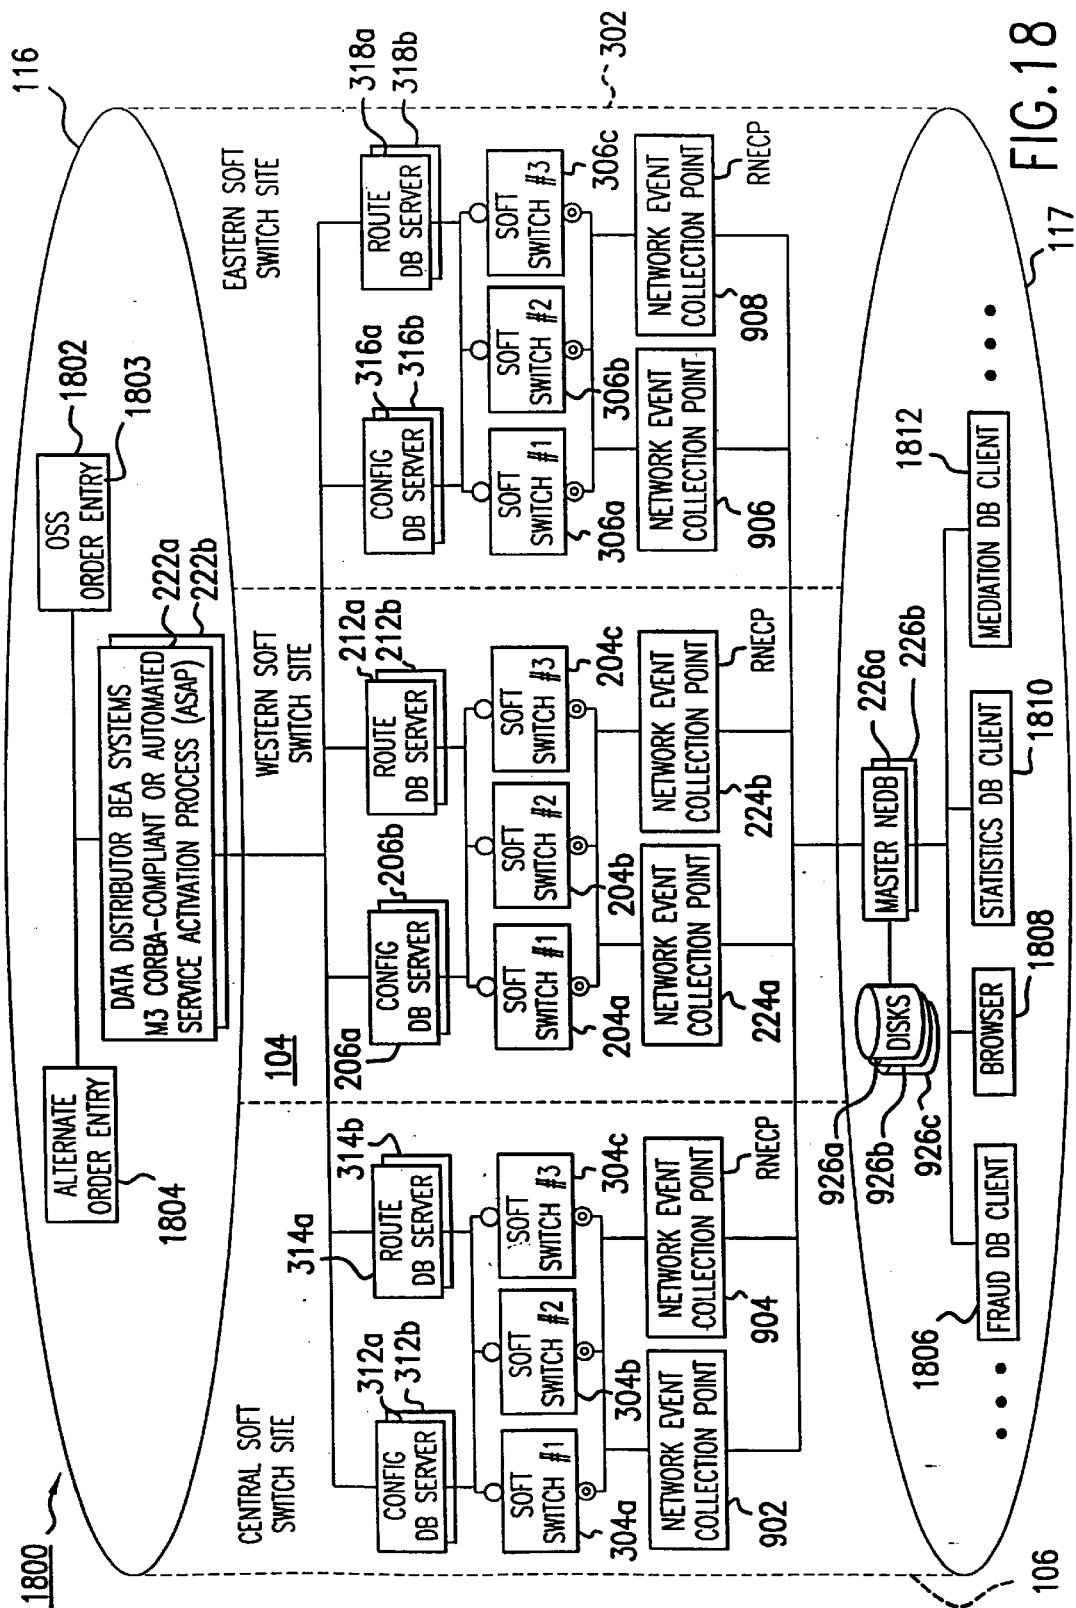 1800
116
OSS
ORDER ENTRY
1802
1803
ALTERNATE
ORDER ENTRY
1804
DATA DISTRIBUTOR BEA SYSTEMS
M3 CORBA-COMPLIANT OR AUTOMATED
SERVICE ACTIVATION PROCESS (ASAP)
222a
222b
CENTRAL SOFT
SWITCH SITE
104
WESTERN SOFT
SWITCH SITE
EASTERN SOFT
SWITCH SITE
CONFIG
DB SERVER
312a
312b
314a
ROUTE
DB SERVER
314b
206a
CONFIG
DB SERVER
206b
ROUTE
DB SERVER
212a
212b
CONFIG
DB SERVER
316a
316b
ROUTE
DB SERVER
318a
318b
SOFT
SWITCH #1
304a
SOFT
SWITCH #2
304b
SOFT
SWITCH #3
304c
SOFT
SWITCH #1
204a
SOFT
SWITCH #2
204b
SOFT
SWITCH #3
204c
SOFT
SWITCH #1
306a
SOFT
SWITCH #2
306b
SOFT
SWITCH #3
306c
302
NETWORK EVENT
COLLECTION POINT
902
NETWORK EVENT
COLLECTION POINT
904
RNECP
NETWORK EVENT
COLLECTION POINT
224a
NETWORK EVENT
COLLECTION POINT
224b
RNECP
NETWORK EVENT
COLLECTION POINT
906
NETWORK EVENT
COLLECTION POINT
908
RNECP
106
926a
926b
926c
DISKS
MASTER NEDB
226a
226b
1806
FRAUD DB CLIENT
BROWSER
1808
STATISTICS DB CLIENT
1810
MEDIATION DB CLIENT
1812
117
FIG.18